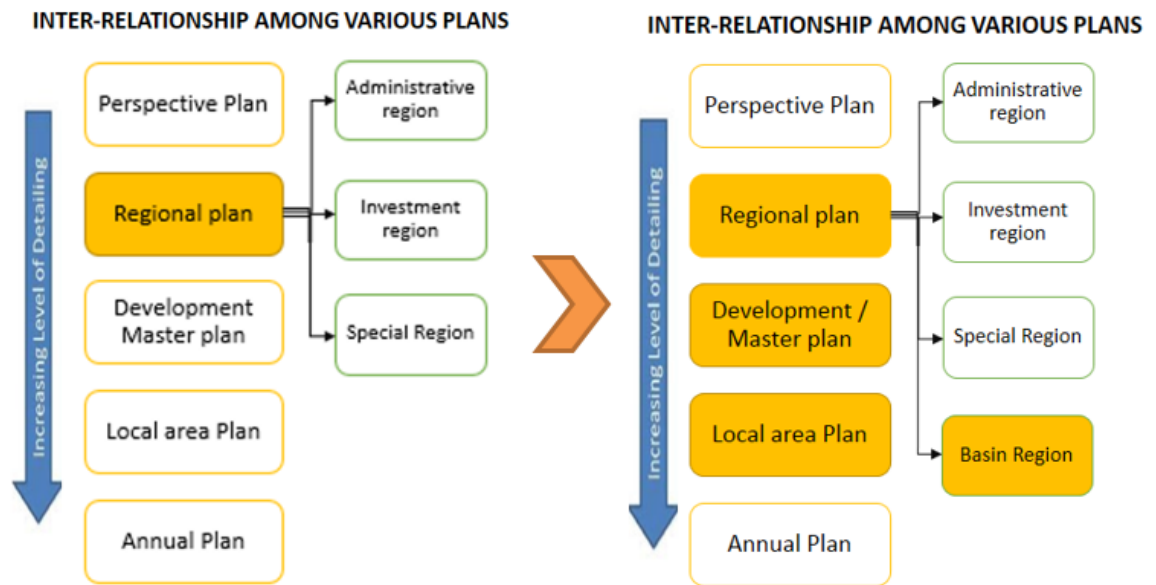 INTER-RELATIONSHIP AMONG VARIOUS PLANS
Increasing Level of Detailing
Perspective Plan
Regional plan
Development
Master plan
Local area Plan
Annual Plan
Administrative
region
Investment
region
Special Region
INTER-RELATIONSHIP AMONG VARIOUS PLANS
Increasing Level of Detailing
Perspective Plan
Regional plan
Development /
Master plan
Local area Plan
Annual Plan
Administrative
region
Investment
region
Special Region
Basin Region